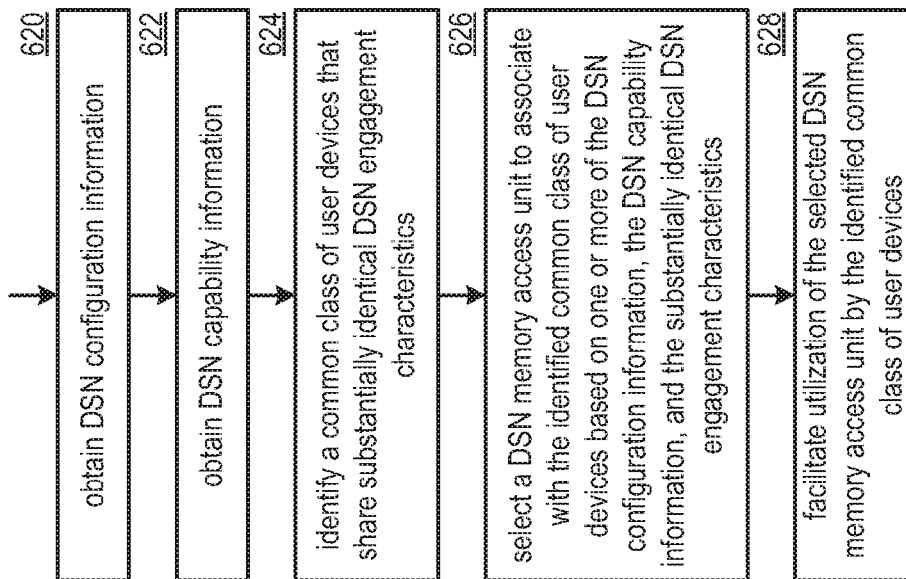 620
obtain DSN configuration information
622
obtain DSN capability information
624
identify a common class of user devices that
share substantially identical DSN engagement
characteristics
626
select a DSN memory access unit to associate
with the identified common class of user
devices based on one or more of the DSN
configuration information, the DSN capability
information, and the substantially identical DSN
engagement characteristics
628
facilitate utilization of the selected DSN
memory access unit by the identified common
class of user devices